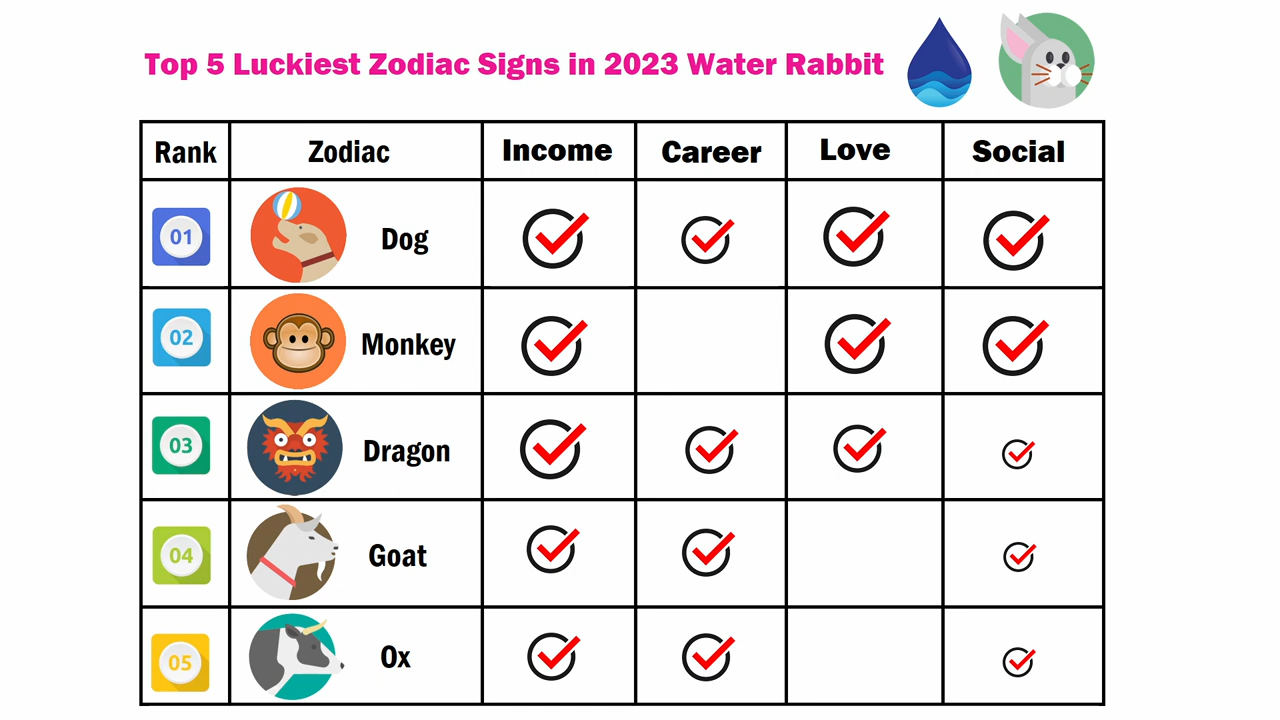 Top 5 Luckiest Zodiac Signs in 2023 Water Rabbit
Rank Zodiac Income Career Love Social
01 Dog
02 Monkey
03 Dragon
04 Goat
05 Ox